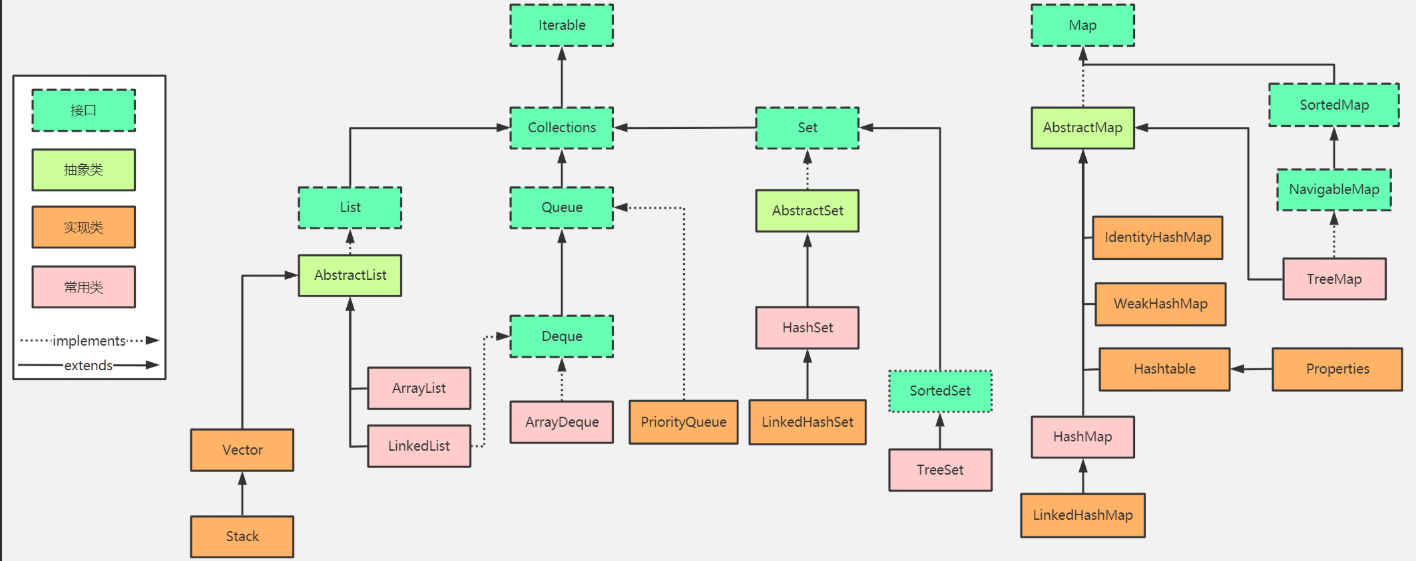 Iterable
Map
接口
SortedMap
Collections
Set
AbstractMap
抽象类
NavigableMap
List
Queue
AbstractSet
实现类
IdentityHashMap
AbstractList
TreeMap
常用类
WeakHashMap
HashSet
Deque
implements
extends
Hashtable
Properties
ArrayList
SortedSet
ArrayDeque
PriorityQueue
LinkedHashSet
HashMap
Vector
LinkedList
TreeSet
LinkedHashMap
Stack